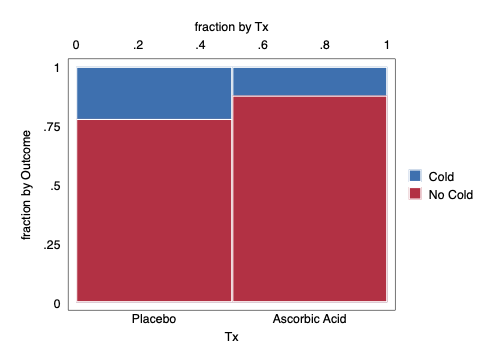 fraction by Tx
0 .2 .4 .6 .8 1
1
.75
.5
.25
0
fraction by Outcome
Cold
No Cold
Placebo Ascorbic Acid
Tx